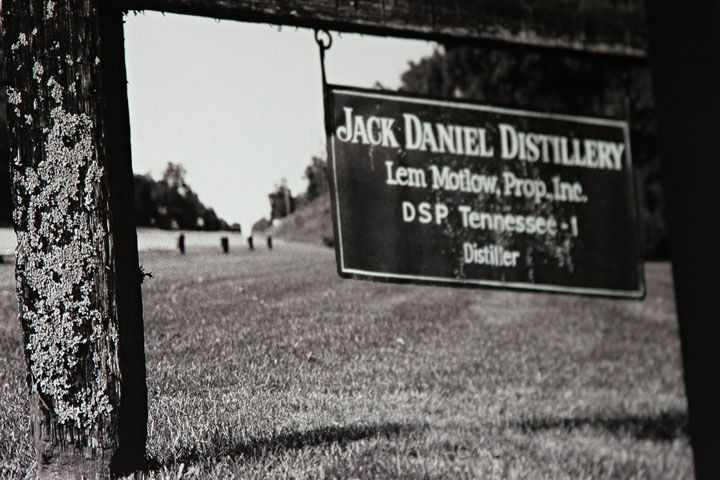 JACK DANIEL DISTILLERY
Lem Motlow, Prop., Inc.
DSP Tennessee-1
Distiller